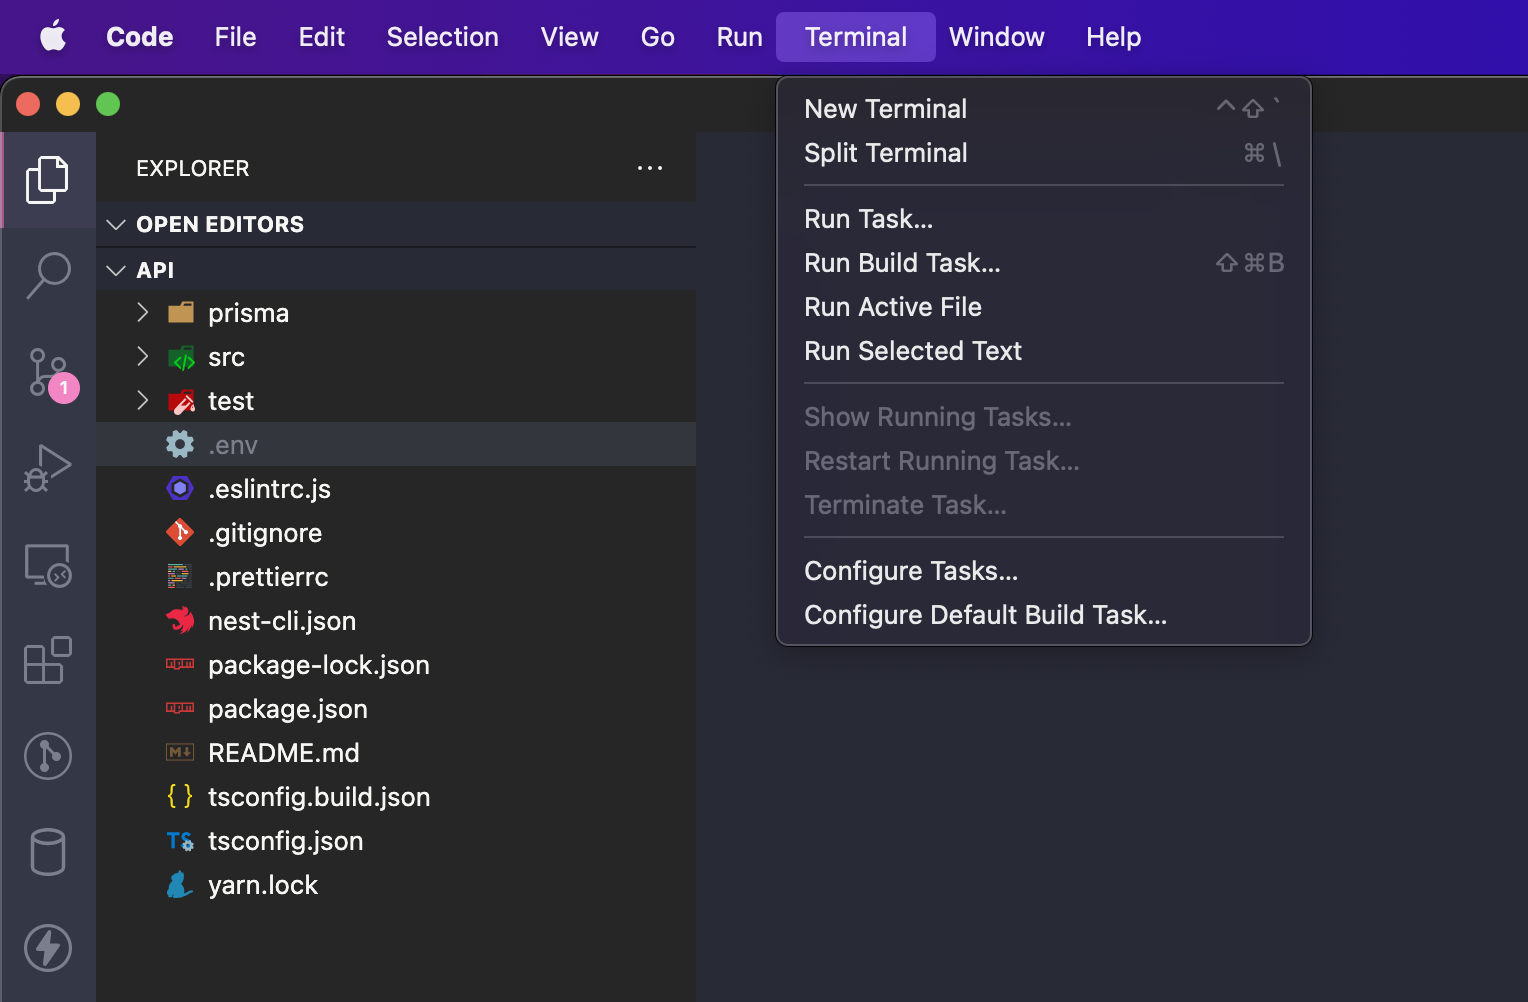 Code File Edit Selection View Go Run Terminal Window Help
EXPLORER ...
OPEN EDITORS
API
prisma
src
test
.env
.eslintrc.js
.gitignore
.prettierrc
nest-cli.json
package-lock.json
package.json
README.md
tsconfig.build.json
TS tsconfig.json
yarn.lock
1
New Terminal ^⇧`
Split Terminal ⌘\
Run Task...
Run Build Task... ⇧⌘B
Run Active File
Run Selected Text
Show Running Tasks...
Restart Running Task...
Terminate Task...
Configure Tasks...
Configure Default Build Task...